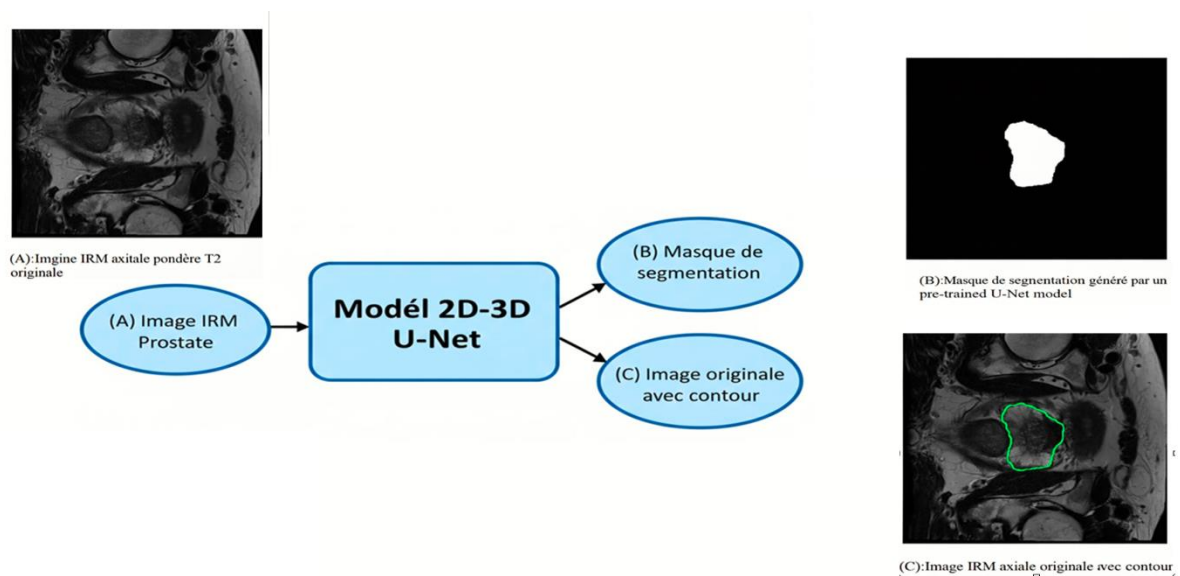 (A):Imgine IRM axitale pondère T2
originale
(A) Image IRM
Prostate
Modél 2D-3D
U-Net
(B) Masque de
segmentation
(C) Image originale
avec contour
(B):Masque de segmentation généré par un
pre-trained U-Net model
(C):Image IRM axiale originale avec contour